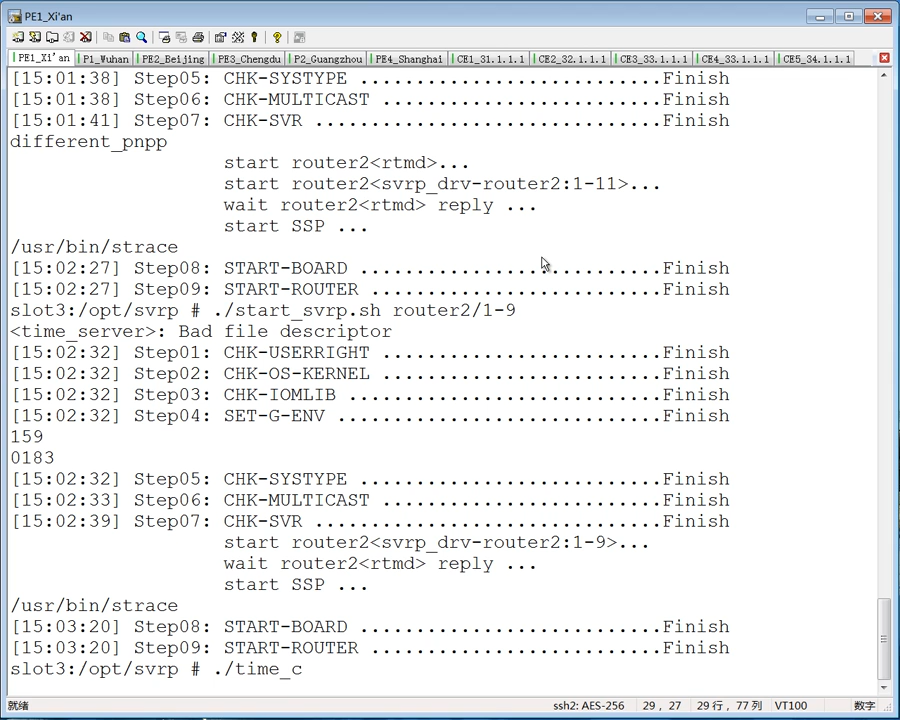 PE1_Xi'an
PE1_Xi'an P1_Wuhan PE2_Beijing PE3_Chengdu P2_Guangzhou PE4_Shanghai CE1_31.1.1.1 CE2_32.1.1.1 CE3_33.1.1.1 CE4_33.1.1.1 CE5_34.1.1.1
[15:01:38] Step05: CHK-SYSTYPE ...........................Finish
[15:01:38] Step06: CHK-MULTICAST .........................Finish
[15:01:41] Step07: CHK-SVR ...............................Finish
different_pnpp
start router2<rtmd>...
start router2<svrp_drv-router2:1-11>...
wait router2<rtmd> reply ...
start SSP ...
/usr/bin/strace
[15:02:27] Step08: START-BOARD ...........................Finish
[15:02:27] Step09: START-ROUTER ..........................Finish
slot3:/opt/svrp # ./start_svrp.sh router2/1-9
<time_server>: Bad file descriptor
[15:02:32] Step01: CHK-USERRIGHT .........................Finish
[15:02:32] Step02: CHK-OS-KERNEL .........................Finish
[15:02:32] Step03: CHK-IOMLIB ............................Finish
[15:02:32] Step04: SET-G-ENV .............................Finish
159
0183
[15:02:32] Step05: CHK-SYSTYPE ...........................Finish
[15:02:33] Step06: CHK-MULTICAST .........................Finish
[15:02:39] Step07: CHK-SVR ...............................Finish
start router2<svrp_drv-router2:1-9>...
wait router2<rtmd> reply ...
start SSP ...
/usr/bin/strace
[15:03:20] Step08: START-BOARD ...........................Finish
[15:03:20] Step09: START-ROUTER ..........................Finish
slot3:/opt/svrp # ./time_c
就绪 ssh2: AES-256 29, 27 29行, 77列 VT100 数字